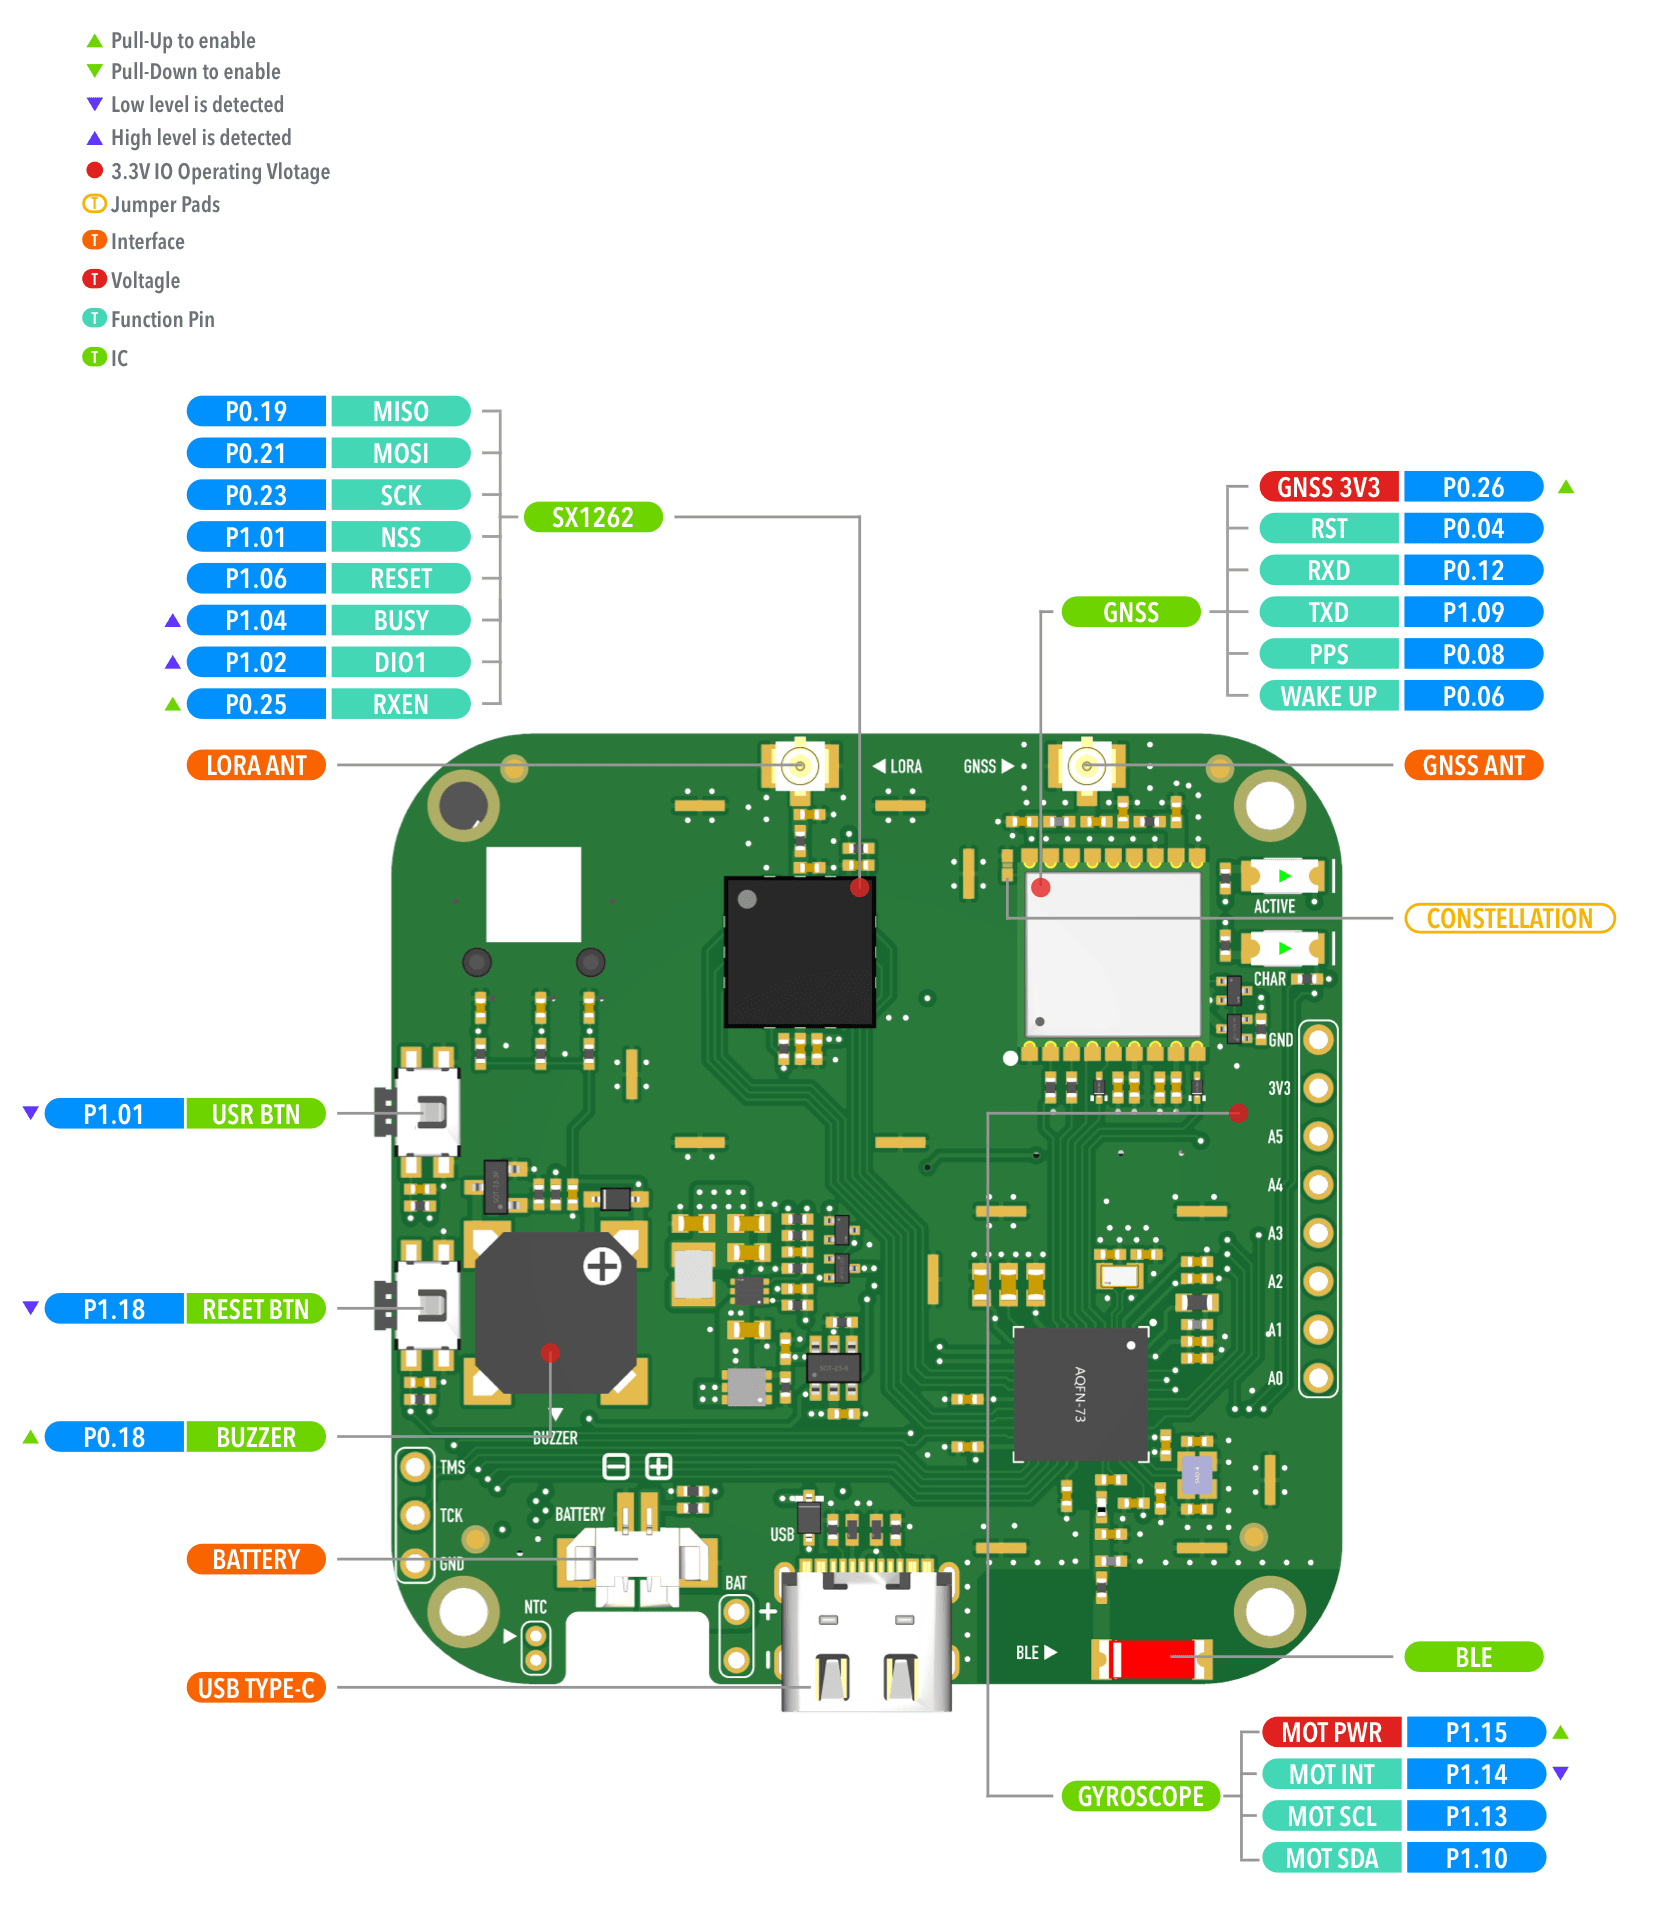 Pull-Up to enable
Pull-Down to enable
Low level is detected
High level is detected
3.3V IO Operating Vlotage
T Jumper Pads
T Interface
T Voltagle
T Function Pin
T IC
P0.19 MISO
P0.21 MOSI
P0.23 SCK
P1.01 NSS
P1.06 RESET
P1.04 BUSY
P1.02 DIO1
P0.25 RXEN
SX1262
GNSS
GNSS 3V3 P0.26
RST P0.04
RXD P0.12
TXD P1.09
PPS P0.08
WAKE UP P0.06
LORA ANT
LORA
GNSS
GNSS ANT
ACTIVE
CONSTELLATION
CHAR
GND
3V3
A5
A4
A3
A2
A1
A0
P1.01 USR BTN
P1.18 RESET BTN
P0.18 BUZZER
BUZZER
SOT-23-6
AQFN-73
TMS
TCK
GND
BATTERY
BATTERY
USB
BAT
NTC
USB TYPE-C
BLE
BLE
GYROSCOPE
MOT PWR P1.15
MOT INT P1.14
MOT SCL P1.13
MOT SDA P1.10